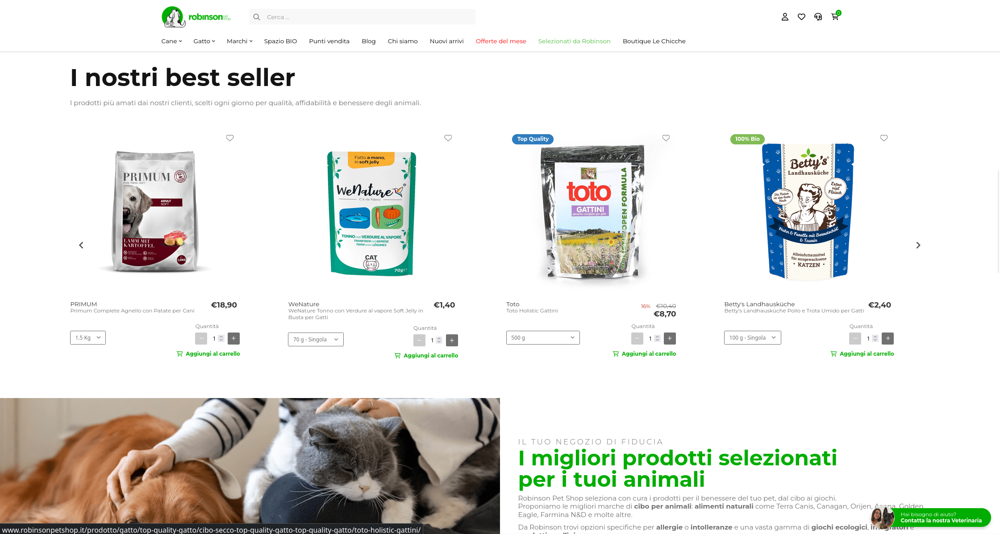 robinson pet shop
Cerca ...
0
Cane
Gatto
Marchi
Spazio BIO
Punti vendita
Blog
Chi siamo
Nuovi arrivi
Offerte del mese
Selezionati da Robinson
Boutique Le Chicche
I nostri best seller
I prodotti più amati dai nostri clienti, scelti ogni giorno per qualità, affidabilità e benessere degli animali.
PRIMUM
PURE. FRESH. SOFT.
ADULT
SOFT
LAMM MIT
KARTOFFEL
1,5KG
PRIMUM
Primum Complete Agnello con Patate per Cani
€18,90
Quantità
1.5 Kg
1
Aggiungi al carrello
Fatto a mano,
in soft jelly
WeNature®
C'è da fidarsi
TONNO con VERDURE AL VAPORE
THUNFISCH mit GEMÜSE
THON avec LÉGUMES
CAT
70g e
WeNature
WeNature Tonno con Verdure al vapore Soft Jelly in
Busta per Gatti
€1,40
Quantità
70 g - Singola
1
Aggiungi al carrello
Top Quality
toto
GATTINI
alimento completo per gatti
HOLISTIC OPEN FORMULA
Toto
Toto Holistic Gattini
16% €10,40
€8,70
Quantità
500 g
1
Aggiungi al carrello
100% Bio
Betty's®
Landhausküche
Extra
viel
Fleisch
Die Natur
ist der beste
Koch
Huhn & Forelle mit Borretschöl
& Taurin
Alleinfuttermittel
für ausgewachsene
• KATZEN •
Betty's Landhausküche
Betty's Landhausküche Pollo e Trota Umido per Gatti
€2,40
Quantità
100 g - Singola
1
Aggiungi al carrello
IL TUO NEGOZIO DI FIDUCIA
I migliori prodotti selezionati
per i tuoi animali
Robinson Pet Shop seleziona con cura i prodotti per il benessere del tuo pet, dal cibo ai giochi.
Proponiamo le migliori marche di cibo per animali: alimenti naturali come Terra Canis, Canagan, Orijen, Acana, Golden
Eagle, Farmina N&D e molte altre.
Da Robinson trovi opzioni specifiche per allergie o intolleranze e una vasta gamma di giochi ecologici, integratori e
Hai bisogno di aiuto?
Contatta la nostra Veterinaria
www.robinsonpetshop.it/prodotto/gatto/top-quality-gatto/cibo-secco-top-quality-gatto-top-quality-gatto/toto-holistic-gattini/